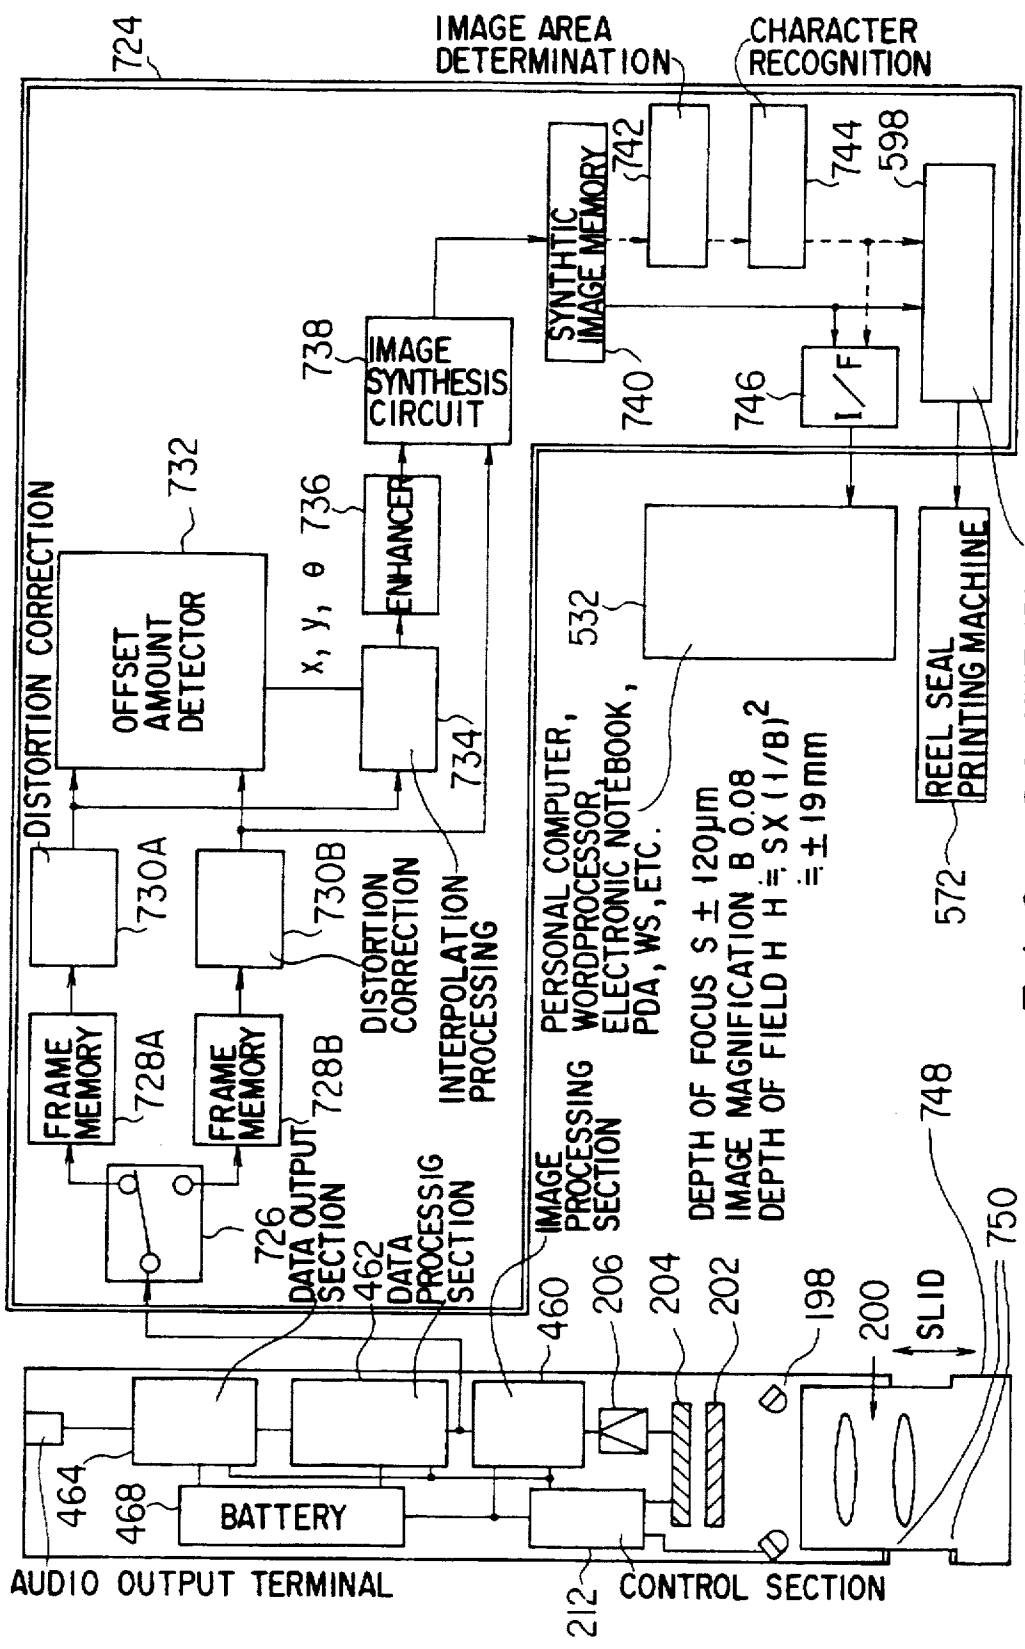 724
IMAGE AREA
DETERMINATION
CHARACTER
RECOGNITION
DISTORTION CORRECTION
732
OFFSET
AMOUNT
DETECTOR
730A
730B
DISTORTION
CORRECTION
FRAME
MEMORY
728A
FRAME
MEMORY
728B
726
X, y, θ
736
ENHANCER
734
INTERPOLATION
PROCESSING
738
IMAGE
SYNTHESIS
CIRCUIT
SYNTHTIC
IMAGE MEMORY
740
742
744
746
I/F
598
532
PERSONAL COMPUTER,
WORDPROCESSOR,
ELECTRONIC NOTEBOOK,
PDA, WS, ETC.
REEL SEAL
PRINTING MACHINE
572
DATA OUTPUT
SECTION
462
DATA
PROCESSIG
SECTION
IMAGE
PROCESSING
SECTION
460
206
204
202
198
200
SLID
748
750
DEPTH OF FOCUS S ± 120μm
IMAGE MAGNIFICATION B 0.08
DEPTH OF FIELD H H ≒ SX(1/B)²
≒ ± 19mm
464
468
BATTERY
AUDIO OUTPUT TERMINAL
212
CONTROL SECTION